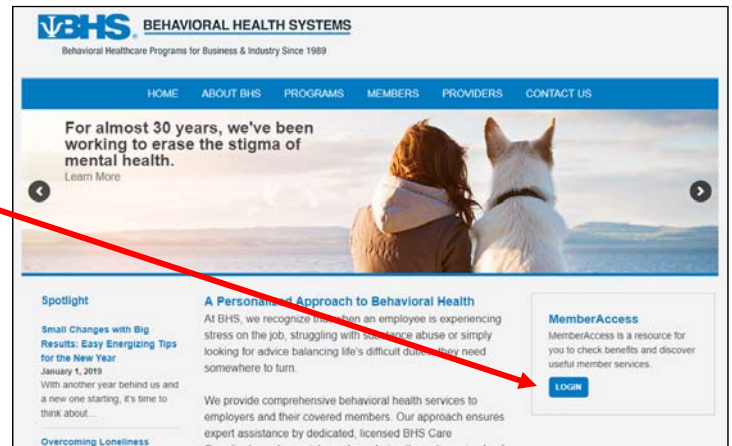 BHS. BEHAVIORAL HEALTH SYSTEMS
Behavioral Healthcare Programs for Business & Industry Since 1989
HOME ABOUT BHS PROGRAMS MEMBERS PROVIDERS CONTACT US
For almost 30 years, we've been
working to erase the stigma of
mental health.
Learn More
Spotlight
Small Changes with Big
Results: Easy Energizing Tips
for the New Year
January 1, 2019
With another year behind us and
a new one starting, it's time to
think about...
Overcoming Loneliness
A Personalized Approach to Behavioral Health
At BHS, we recognize that when an employee is experiencing
stress on the job, struggling with substance abuse or simply
looking for advice balancing life's difficult duties, they need
somewhere to turn.
We provide comprehensive behavioral health services to
employers and their covered members. Our approach ensures
expert assistance by dedicated, licensed BHS Care
MemberAccess
MemberAccess is a resource for
you to check benefits and discover
useful member services.
LOGIN